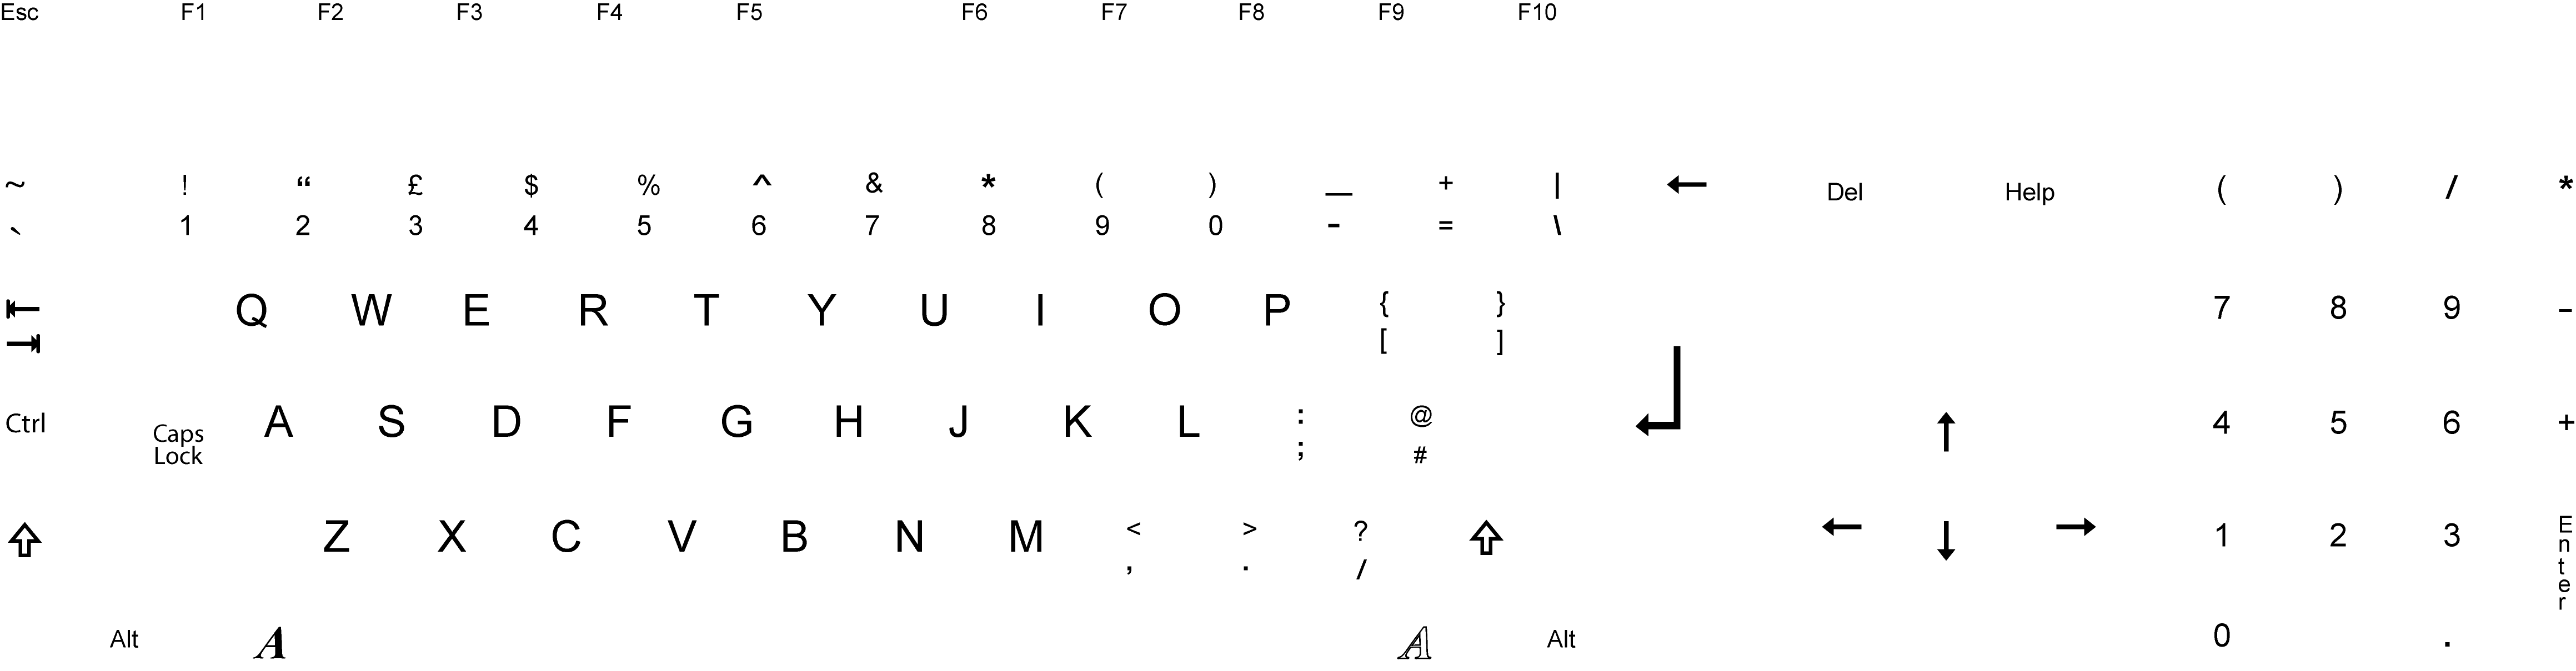 Esc F1 F2 F3 F4 F5 F6 F7 F8 F9 F10
~ ! “ £ $ % ^ & * ( ) _ + | ← Del Help ( ) / *
` 1 2 3 4 5 6 7 8 9 0 - = \
⇤ Q W E R T Y U I O P { } 7 8 9 -
⇥ [ ]
Ctrl Caps Lock A S D F G H J K L : @ ↵ ↑ 4 5 6 +
; #
⇧ Z X C V B N M < > ? ⇧ ← ↓ → 1 2 3 Enter
, . /
Alt A A Alt 0 .